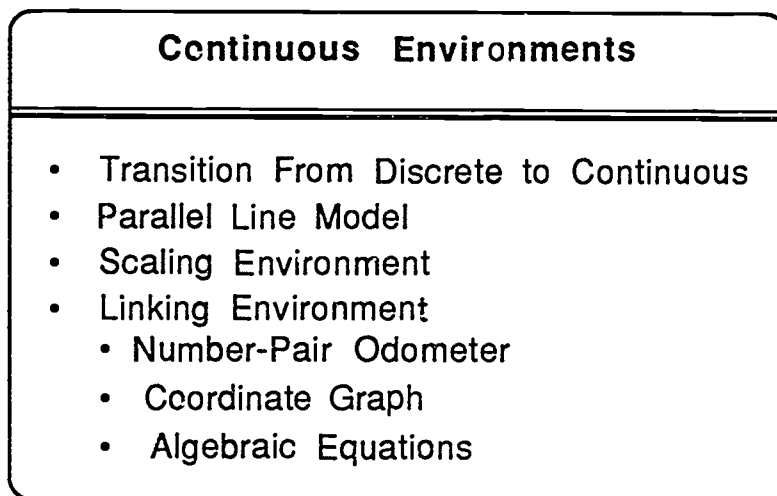 Continuous Environments
• Transition From Discrete to Continuous
• Parallel Line Model
• Scaling Environment
• Linking Environment
• Number-Pair Odometer
• Coordinate Graph
• Algebraic Equations